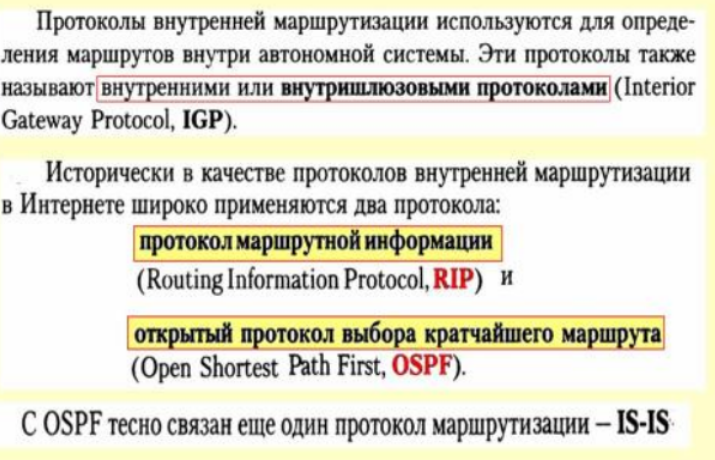 Протоколы внутренней маршрутизации используются для опреде-
ления маршрутов внутри автономной системы. Эти протоколы также
называют внутренними или внутришлюзовыми протоколами (Interior
Gateway Protocol, IGP).
Исторически в качестве протоколов внутренней маршрутизации
в Интернете широко применяются два протокола:
протокол маршрутной информации
(Routing Information Protocol, RIP) и
открытый протокол выбора кратчайшего маршрута
(Open Shortest Path First, OSPF).
С OSPF тесно связан еще один протокол маршрутизации – IS-IS